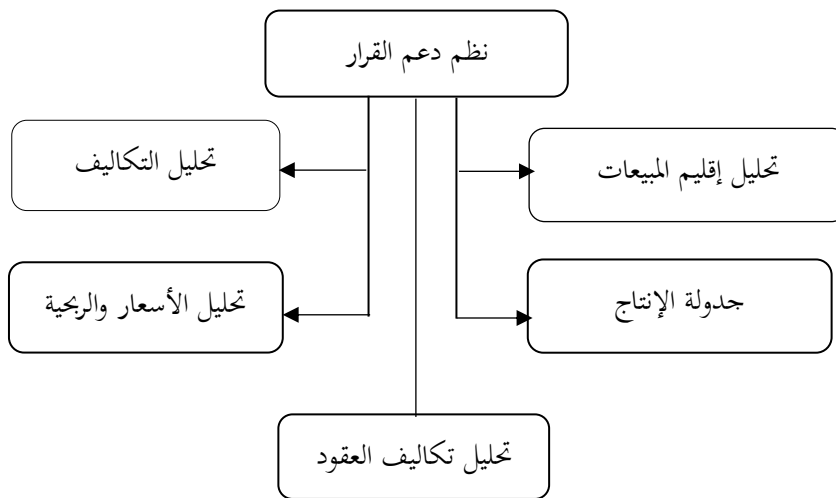 نظم دعم القرار
تحليل إقليم المبيعات
تحليل التكاليف
جدولة الإنتاج
تحليل الأسعار والربحية
تحليل تكاليف العقود